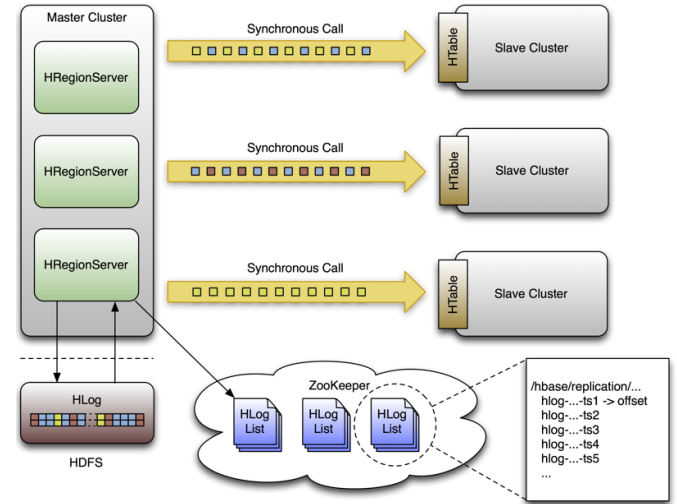 Master Cluster
HRegionServer
HRegionServer
HRegionServer
Synchronous Call
HTable
Slave Cluster
Synchronous Call
HTable
Slave Cluster
Synchronous Call
HTable
Slave Cluster
HLog
HDFS
ZooKeeper
HLog
List
HLog
List
HLog
List
/hbase/replication/...
hlog-...-ts1 -> offset
hlog-...-ts2
hlog-...-ts3
hlog-...-ts4
hlog-...-ts5
...